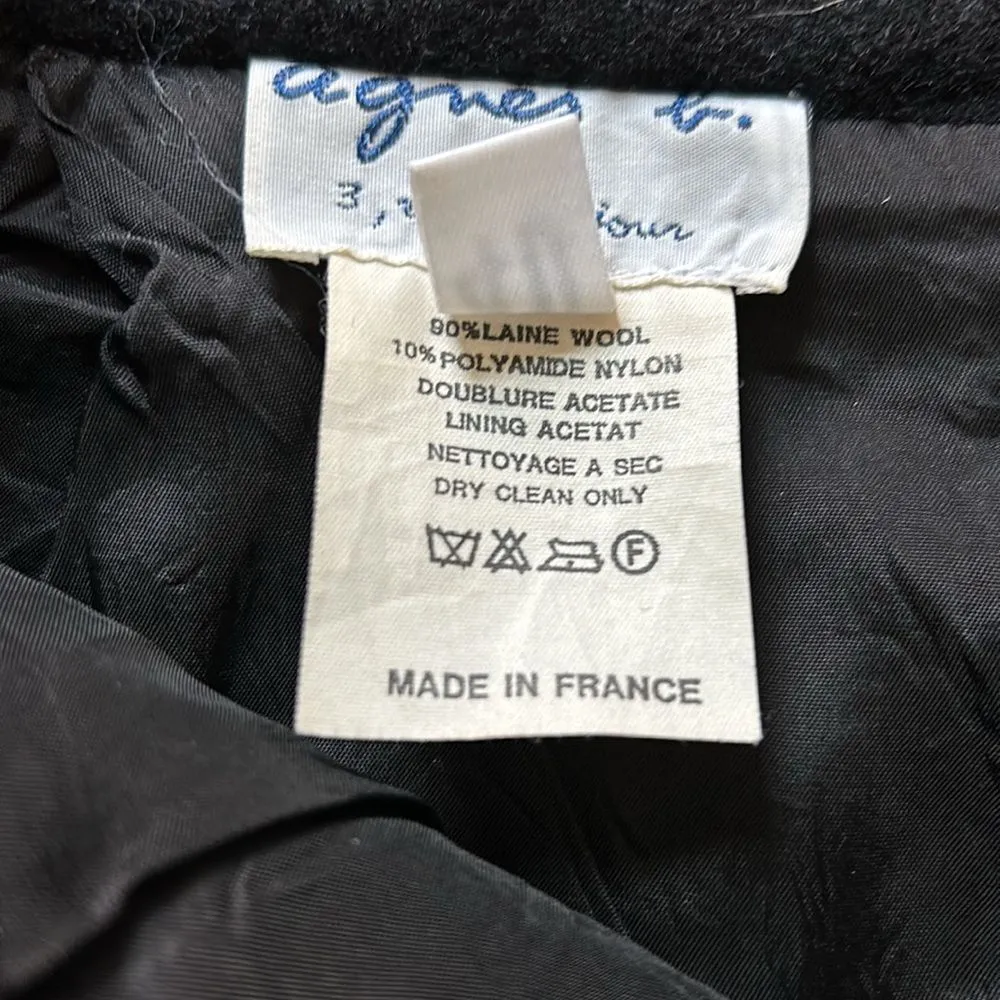 agnes b.
3,
90% LAINE WOOL
10% POLYAMIDE NYLON
DOUBLURE ACETATE
LINING ACETAT
NETTOYAGE A SEC
DRY CLEAN ONLY
F
MADE IN FRANCE